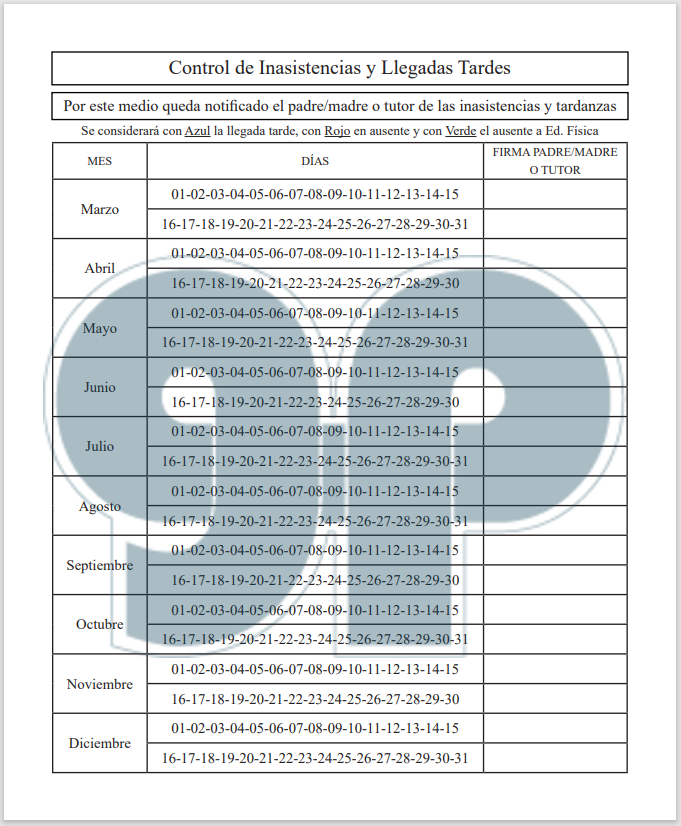 Control de Inasistencias y Llegadas Tardes
Por este medio queda notificado el padre/madre o tutor de las inasistencias y tardanzas
Se considerará con Azul la llegada tarde, con Rojo en ausente y con Verde el ausente a Ed. Física
MES DÍAS FIRMA PADRE/MADRE
O TUTOR
Marzo
01-02-03-04-05-06-07-08-09-10-11-12-13-14-15
16-17-18-19-20-21-22-23-24-25-26-27-28-29-30-31
Abril
01-02-03-04-05-06-07-08-09-10-11-12-13-14-15
16-17-18-19-20-21-22-23-24-25-26-27-28-29-30
Mayo
01-02-03-04-05-06-07-08-09-10-11-12-13-14-15
16-17-18-19-20-21-22-23-24-25-26-27-28-29-30-31
Junio
01-02-03-04-05-06-07-08-09-10-11-12-13-14-15
16-17-18-19-20-21-22-23-24-25-26-27-28-29-30
Julio
01-02-03-04-05-06-07-08-09-10-11-12-13-14-15
16-17-18-19-20-21-22-23-24-25-26-27-28-29-30-31
Agosto
01-02-03-04-05-06-07-08-09-10-11-12-13-14-15
16-17-18-19-20-21-22-23-24-25-26-27-28-29-30-31
Septiembre
01-02-03-04-05-06-07-08-09-10-11-12-13-14-15
16-17-18-19-20-21-22-23-24-25-26-27-28-29-30
Octubre
01-02-03-04-05-06-07-08-09-10-11-12-13-14-15
16-17-18-19-20-21-22-23-24-25-26-27-28-29-30-31
Noviembre
01-02-03-04-05-06-07-08-09-10-11-12-13-14-15
16-17-18-19-20-21-22-23-24-25-26-27-28-29-30
Diciembre
01-02-03-04-05-06-07-08-09-10-11-12-13-14-15
16-17-18-19-20-21-22-23-24-25-26-27-28-29-30-31
gp